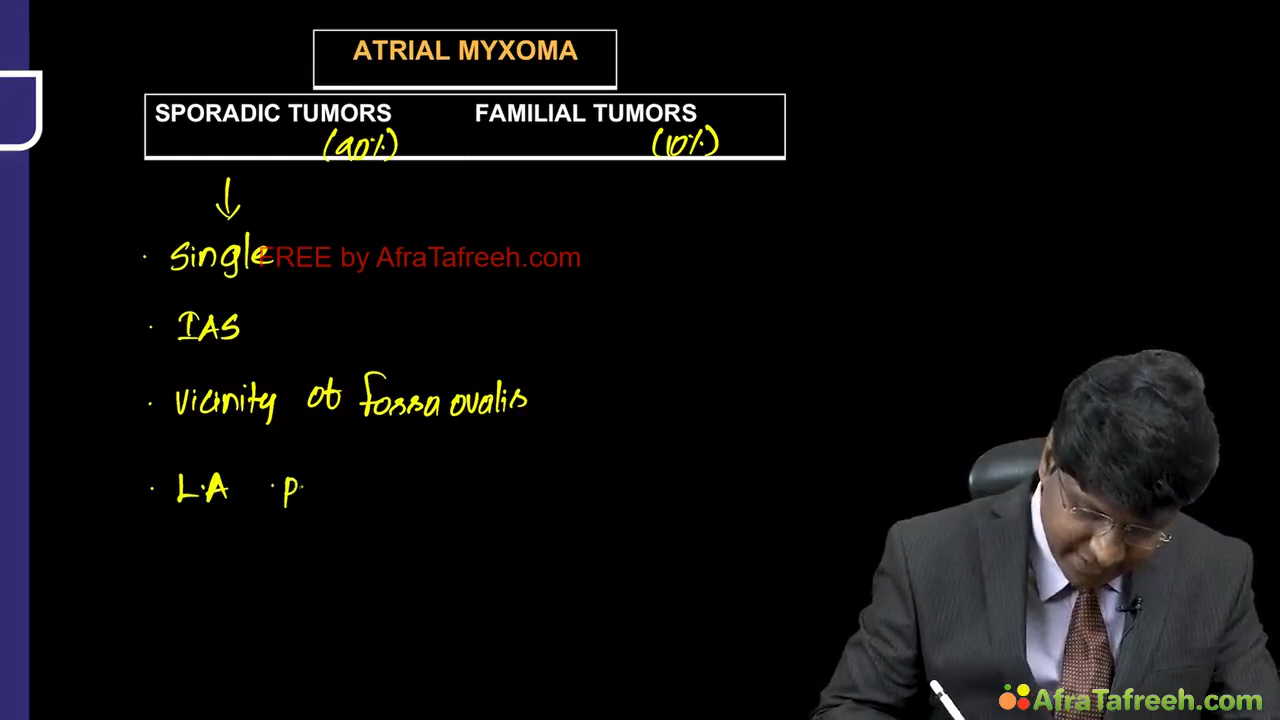 ATRIAL MYXOMA
SPORADIC TUMORS FAMILIAL TUMORS
(90%) (10%)
· Single
FREE by AfraTafreeh.com
· IAS
· vicinity of fossa ovalis
· L.A · p.
AfraTafreeh.com